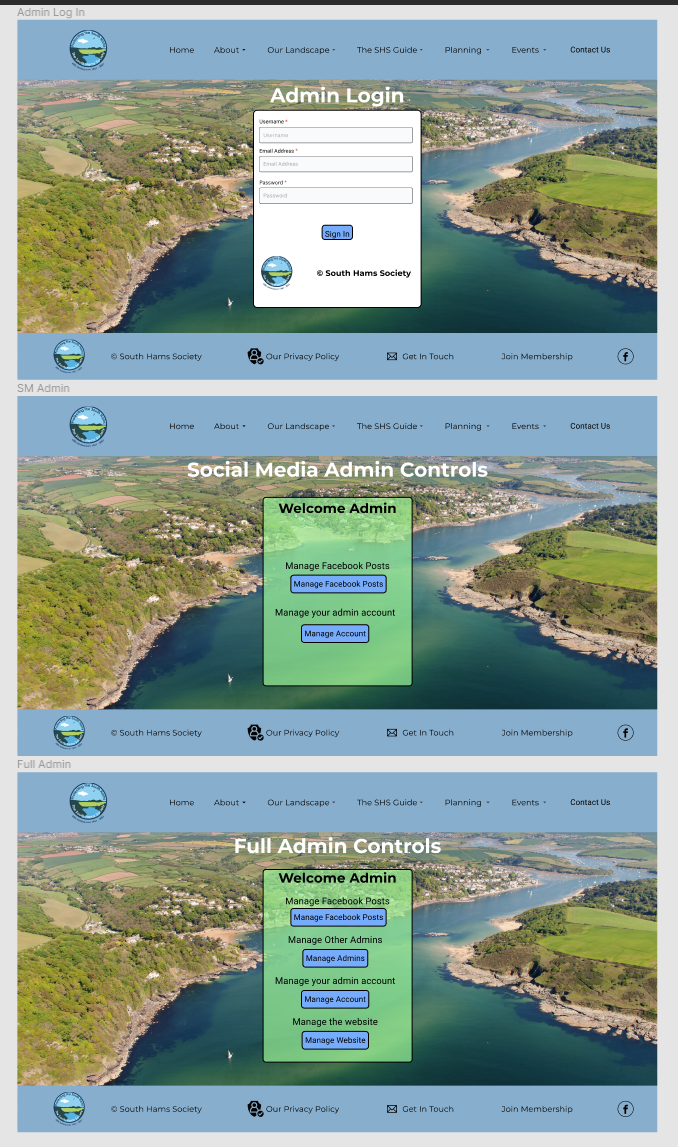 Admin Log In
Home About Our Landscape The SHS Guide Planning Events Contact Us
Admin Login
Username *
Username
Email Address *
Email Address
Password *
Password
Sign In
© South Hams Society
© South Hams Society Our Privacy Policy Get In Touch Join Membership
SM Admin
Home About Our Landscape The SHS Guide Planning Events Contact Us
Social Media Admin Controls
Welcome Admin
Manage Facebook Posts
Manage Facebook Posts
Manage your admin account
Manage Account
© South Hams Society Our Privacy Policy Get In Touch Join Membership
Full Admin
Home About Our Landscape The SHS Guide Planning Events Contact Us
Full Admin Controls
Welcome Admin
Manage Facebook Posts
Manage Facebook Posts
Manage Other Admins
Manage Admins
Manage your admin account
Manage Account
Manage the website
Manage Website
© South Hams Society Our Privacy Policy Get In Touch Join Membership